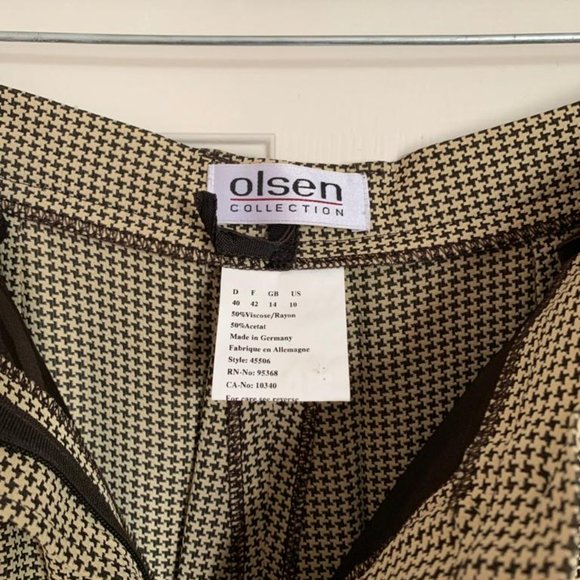 olsen
COLLECTION
D F GB US
40 42 14 10
50%Viscose/Rayon
50%Acetat
Made in Germany
Fabrique en Allemagne
Style: 45506
RN-No: 95368
CA-No: 10340
For care see reverse